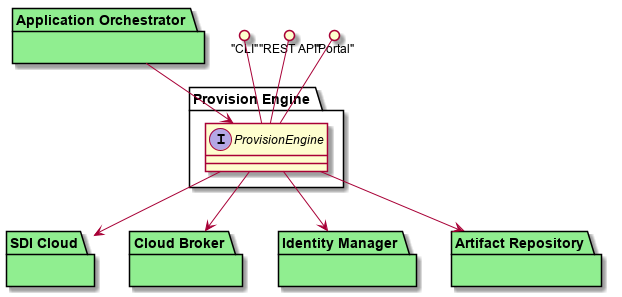 Application Orchestrator
"CLI" "REST API" "Portal"
Provision Engine
I ProvisionEngine
SDI Cloud
Cloud Broker
Identity Manager
Artifact Repository